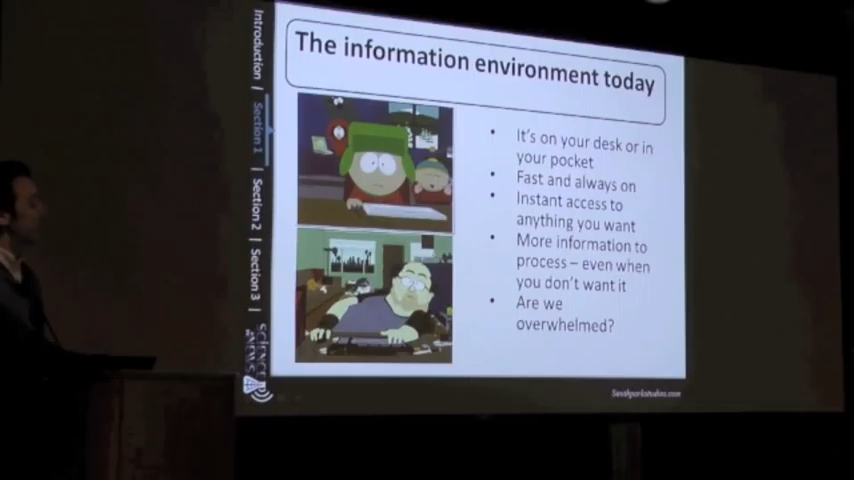 The information environment today
Introduction |
Section 1
| Section 2
| Section 3
SCIENCE
NEWS
• It's on your desk or in
your pocket
• Fast and always on
• Instant access to
anything you want
• More information to
process – even when
you don't want it
• Are we
overwhelmed?
Southparkstudios.com